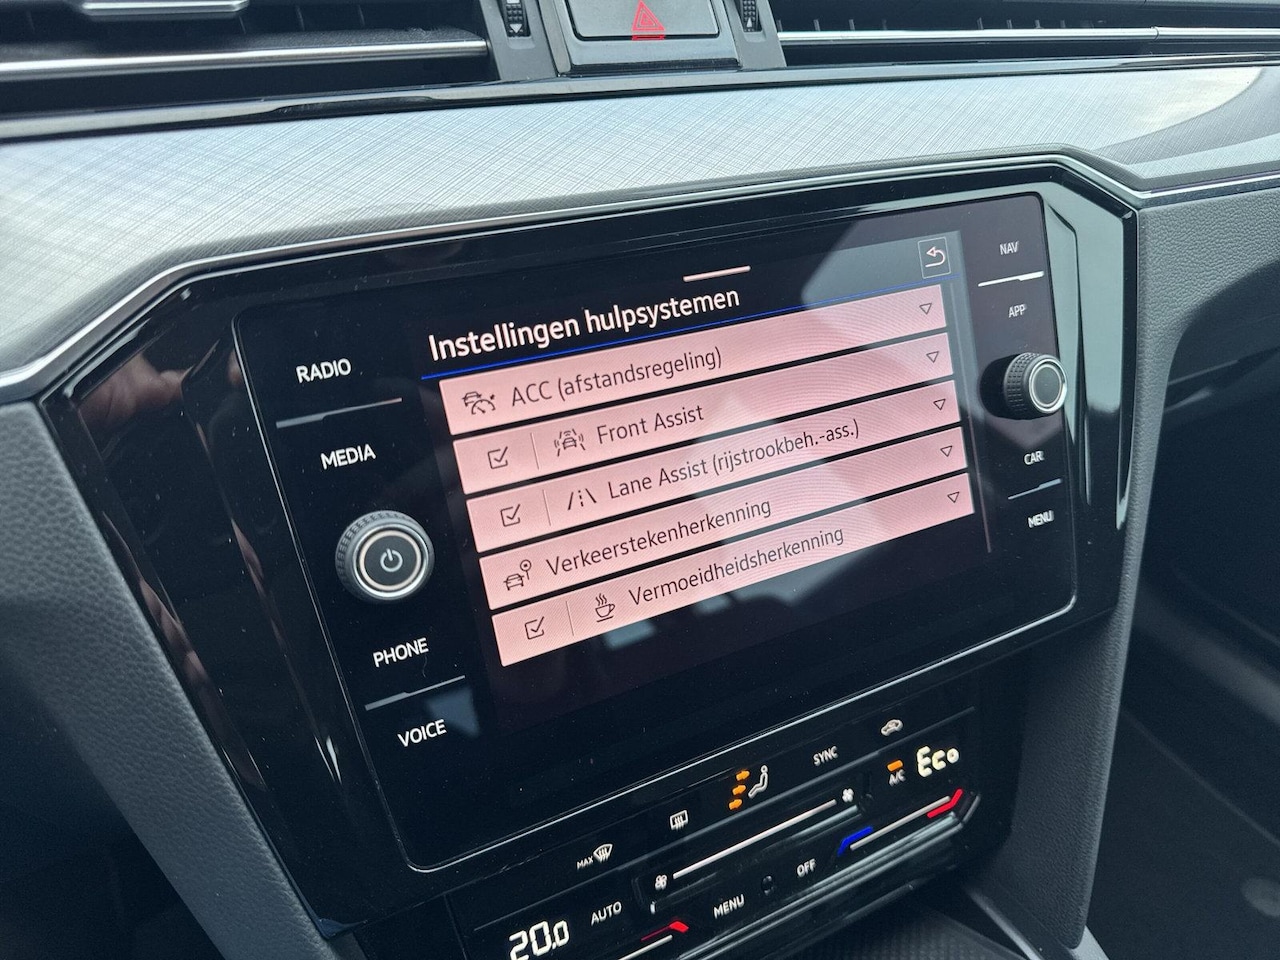 Instellingen hulpsystemen
ACC (afstandsregeling)
Front Assist
Lane Assist (rijstrookbeh.-ass.)
Verkeerstekenherkenning
Vermoeidheidsherkenning
RADIO
MEDIA
PHONE
VOICE
NAV
APP
CAR
MENU
SYNC
A/C
Eco
MAX
OFF
MENU
AUTO
20.0